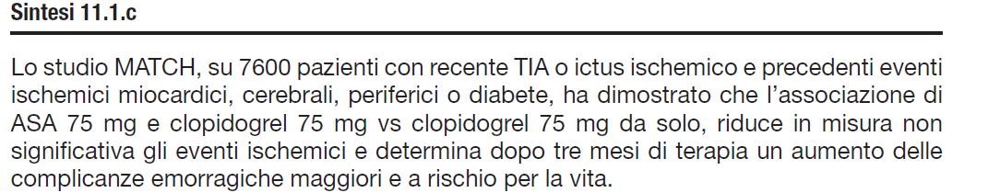 Sintesi 11.1.c
Lo studio MATCH, su 7600 pazienti con recente TIA o ictus ischemico e precedenti eventi
ischemici miocardici, cerebrali, periferici o diabete, ha dimostrato che l’associazione di
ASA 75 mg e clopidogrel 75 mg vs clopidogrel 75 mg da solo, riduce in misura non
significativa gli eventi ischemici e determina dopo tre mesi di terapia un aumento delle
complicanze emorragiche maggiori e a rischio per la vita.